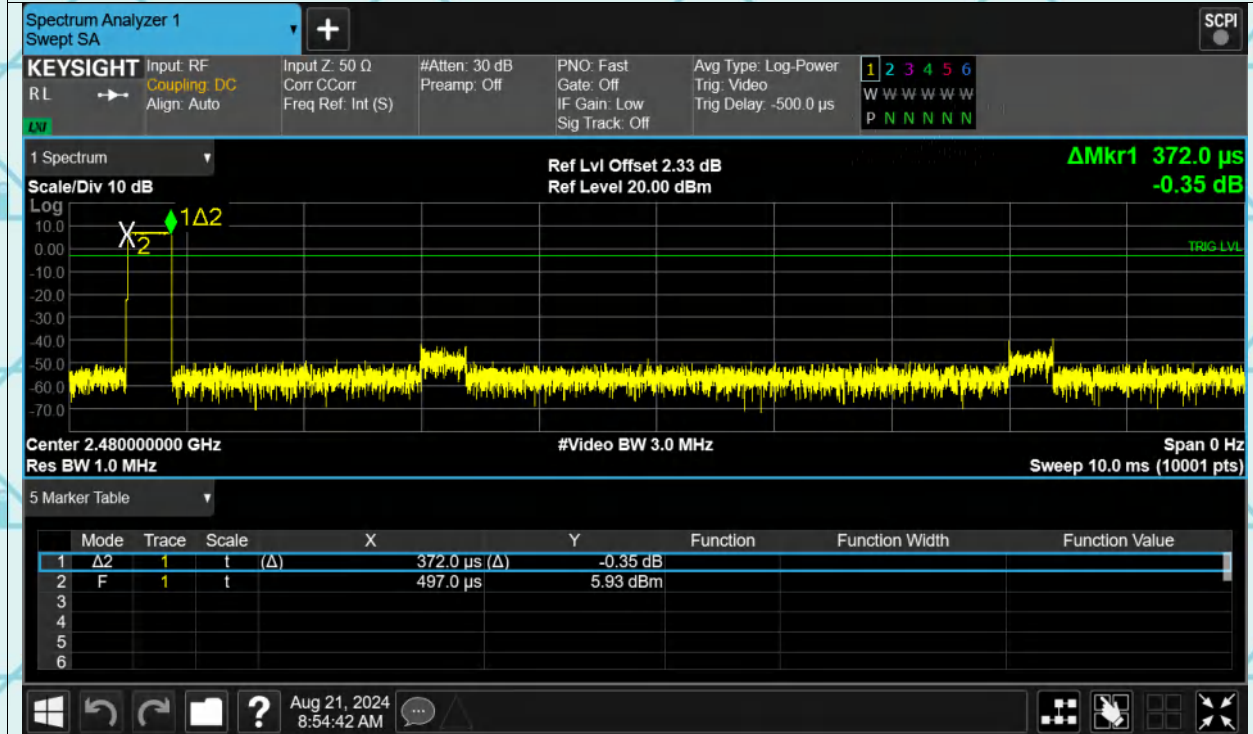 Spectrum Analyzer 1
Swept SA
+
SCPI
KEYSIGHT
RL
LXI
Input: RF
Coupling: DC
Align: Auto
Input Z: 50 Ω
Corr CCorr
Freq Ref: Int (S)
#Atten: 30 dB
Preamp: Off
PNO: Fast
Gate: Off
IF Gain: Low
Sig Track: Off
Avg Type: Log-Power
Trig: Video
Trig Delay: -500.0 µs
1 2 3 4 5 6
W W W W W W
P N N N N N
1 Spectrum
Scale/Div 10 dB
Ref Lvl Offset 2.33 dB
Ref Level 20.00 dBm
ΔMkr1 372.0 µs
-0.35 dB
Log
10.0
0.00
-10.0
-20.0
-30.0
-40.0
-50.0
-60.0
-70.0
1Δ2
2
TRIG LVL
Center 2.480000000 GHz
#Video BW 3.0 MHz
Span 0 Hz
Res BW 1.0 MHz
Sweep 10.0 ms (10001 pts)
5 Marker Table
Mode Trace Scale X Y Function Function Width Function Value
1 Δ2 1 t (Δ) 372.0 µs (Δ) -0.35 dB
2 F 1 t 497.0 µs 5.93 dBm
3
4
5
6
?
Aug 21, 2024
8:54:42 AM